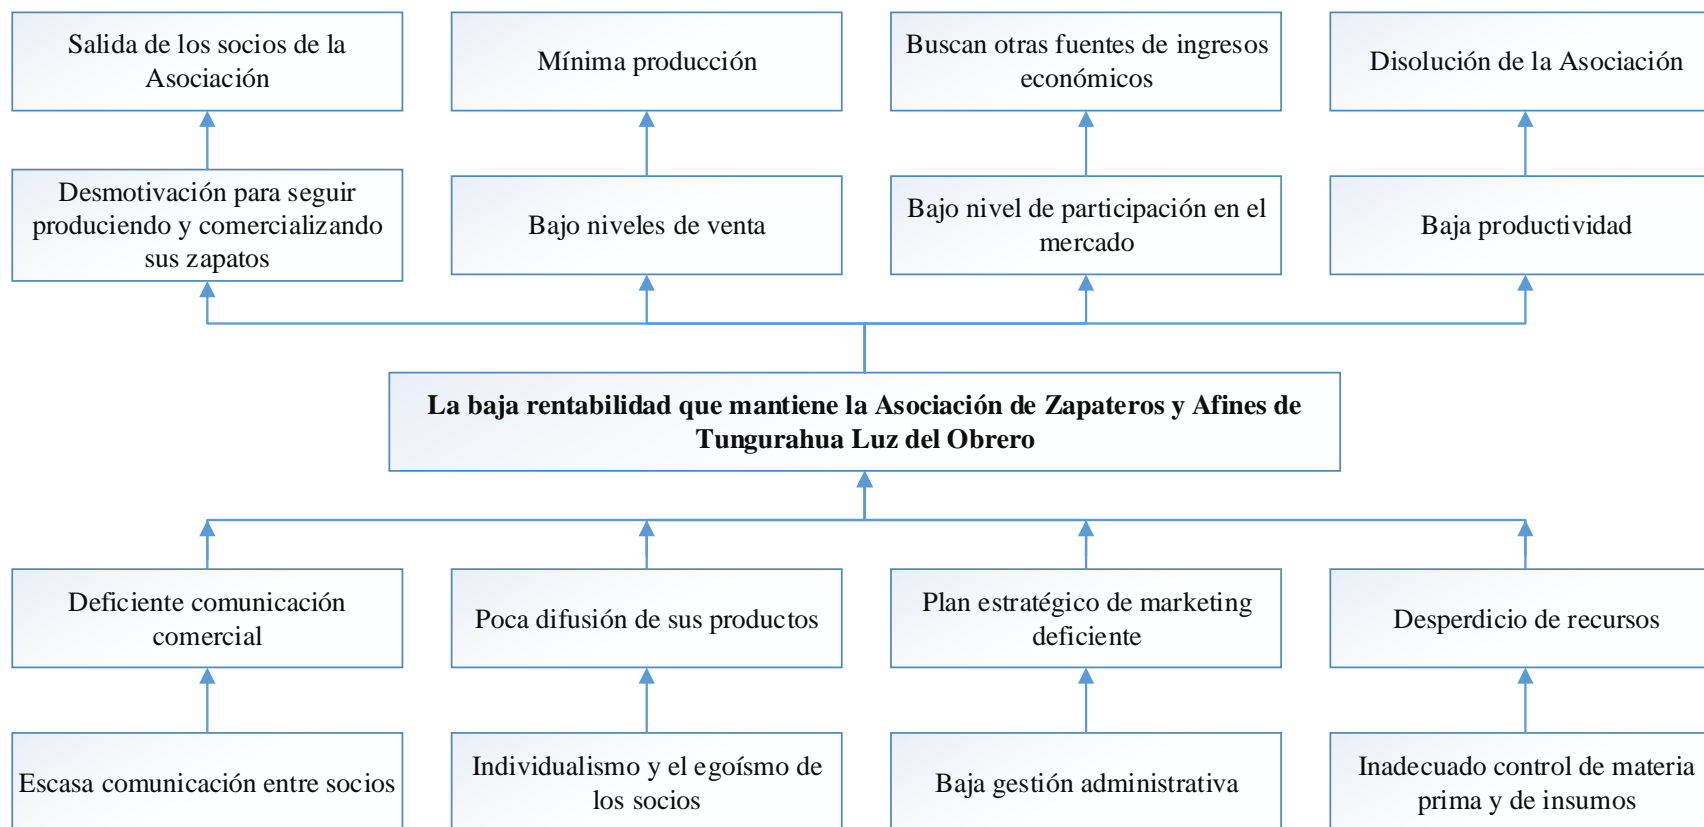 Salida de los socios de la
Asociación
Mínima producción
Buscan otras fuentes de ingresos
económicos
Disolución de la Asociación
Desmotivación para seguir
produciendo y comercializando
sus zapatos
Bajo niveles de venta
Bajo nivel de participación en el
mercado
Baja productividad
La baja rentabilidad que mantiene la Asociación de Zapateros y Afines de
Tungurahua Luz del Obrero
Deficiente comunicación
comercial
Poca difusión de sus productos
Plan estratégico de marketing
deficiente
Desperdicio de recursos
Escasa comunicación entre socios
Individualismo y el egoísmo de
los socios
Baja gestión administrativa
Inadecuado control de materia
prima y de insumos